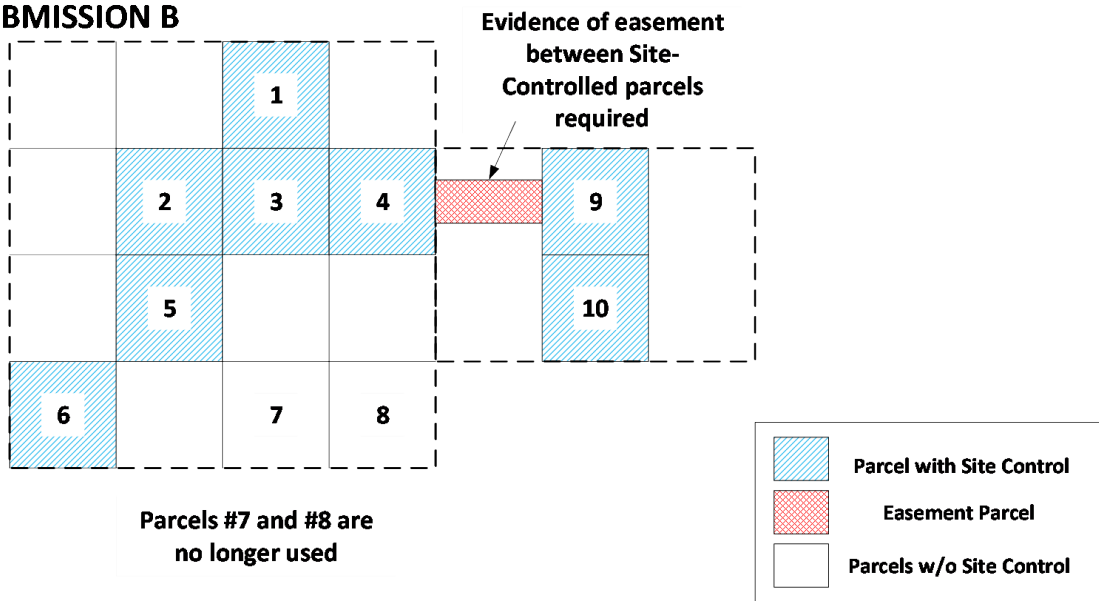 BMISSION B
Evidence of easement
between Site-
Controlled parcels
required
1
2
3
4
9
5
10
6
7
8
Parcels #7 and #8 are
no longer used
Parcel with Site Control
Easement Parcel
Parcels w/o Site Control